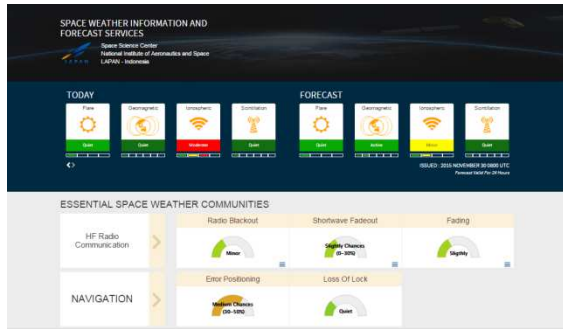 SPACE WEATHER INFORMATION AND
FORECAST SERVICES
Space Science Center
National Institute of Aeronautics and Space
LAPAN - Indonesia
LAPAN
TODAY
Flare
Geomagnetic
Ionospheric
Scintillation
Quiet
Quiet
Moderate
Quiet
FORECAST
Flare
Geomagnetic
Ionospheric
Scintillation
Quiet
Active
Minor
Quiet
ISSUED : 2015 NOVEMBER 30 0000 UTC
Forecast Valid For 24 Hours
ESSENTIAL SPACE WEATHER COMMUNITIES
HF Radio
Communication
Radio Blackout
Minor
Shortwave Fadeout
Slightly Chances
(0-30%)
Fading
Slightly
NAVIGATION
Error Positioning
Medium Chances
(30-50%)
Loss Of Lock
Quiet